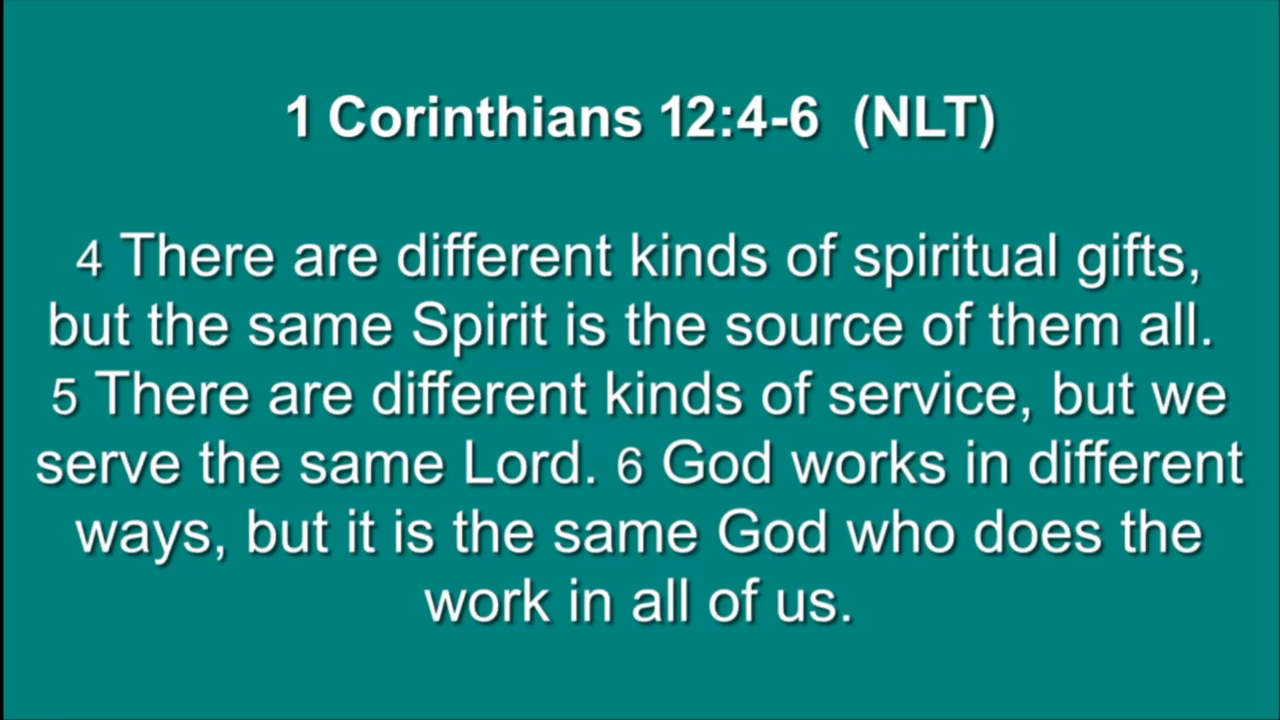 1 Corinthians 12:4-6 (NLT)
4 There are different kinds of spiritual gifts,
but the same Spirit is the source of them all.
5 There are different kinds of service, but we
serve the same Lord. 6 God works in different
ways, but it is the same God who does the
work in all of us.